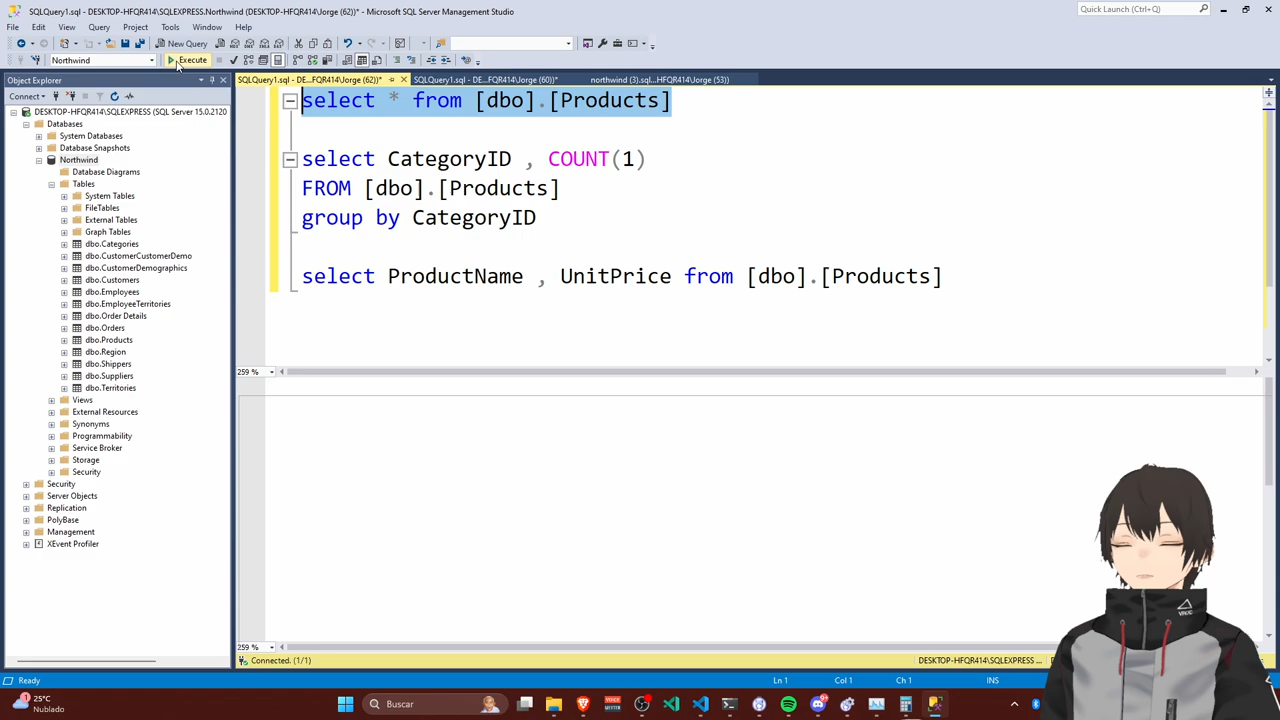 SQLQuery1.sql - DESKTOP-HFQR414\SQLEXPRESS.Northwind (DESKTOP-HFQR414\Jorge (62))* - Microsoft SQL Server Management Studio
Quick Launch (Ctrl+Q)
File Edit View Query Project Tools Window Help
New Query
Northwind
Execute
Object Explorer
SQLQuery1.sql - DE...FQR414\Jorge (62))*
SQLQuery1.sql - DE...FQR414\Jorge (60))*
northwind (3).sql...HFQR414\Jorge (53))
Connect
DESKTOP-HFQR414\SQLEXPRESS (SQL Server 15.0.2120
Databases
System Databases
Database Snapshots
Northwind
Database Diagrams
Tables
System Tables
FileTables
External Tables
Graph Tables
dbo.Categories
dbo.CustomerCustomerDemo
dbo.CustomerDemographics
dbo.Customers
dbo.Employees
dbo.EmployeeTerritories
dbo.Order Details
dbo.Orders
dbo.Products
dbo.Region
dbo.Shippers
dbo.Suppliers
dbo.Territories
Views
External Resources
Synonyms
Programmability
Service Broker
Storage
Security
Security
Server Objects
Replication
PolyBase
Management
XEvent Profiler
select * from [dbo].[Products]
select CategoryID , COUNT(1)
FROM [dbo].[Products]
group by CategoryID
select ProductName , UnitPrice from [dbo].[Products]
259 %
259 %
Connected. (1/1)
DESKTOP-HFQR414\SQLEXPRESS ...
Ready
Ln 1
Col 1
Ch 1
INS
25°C
Nublado
Buscar